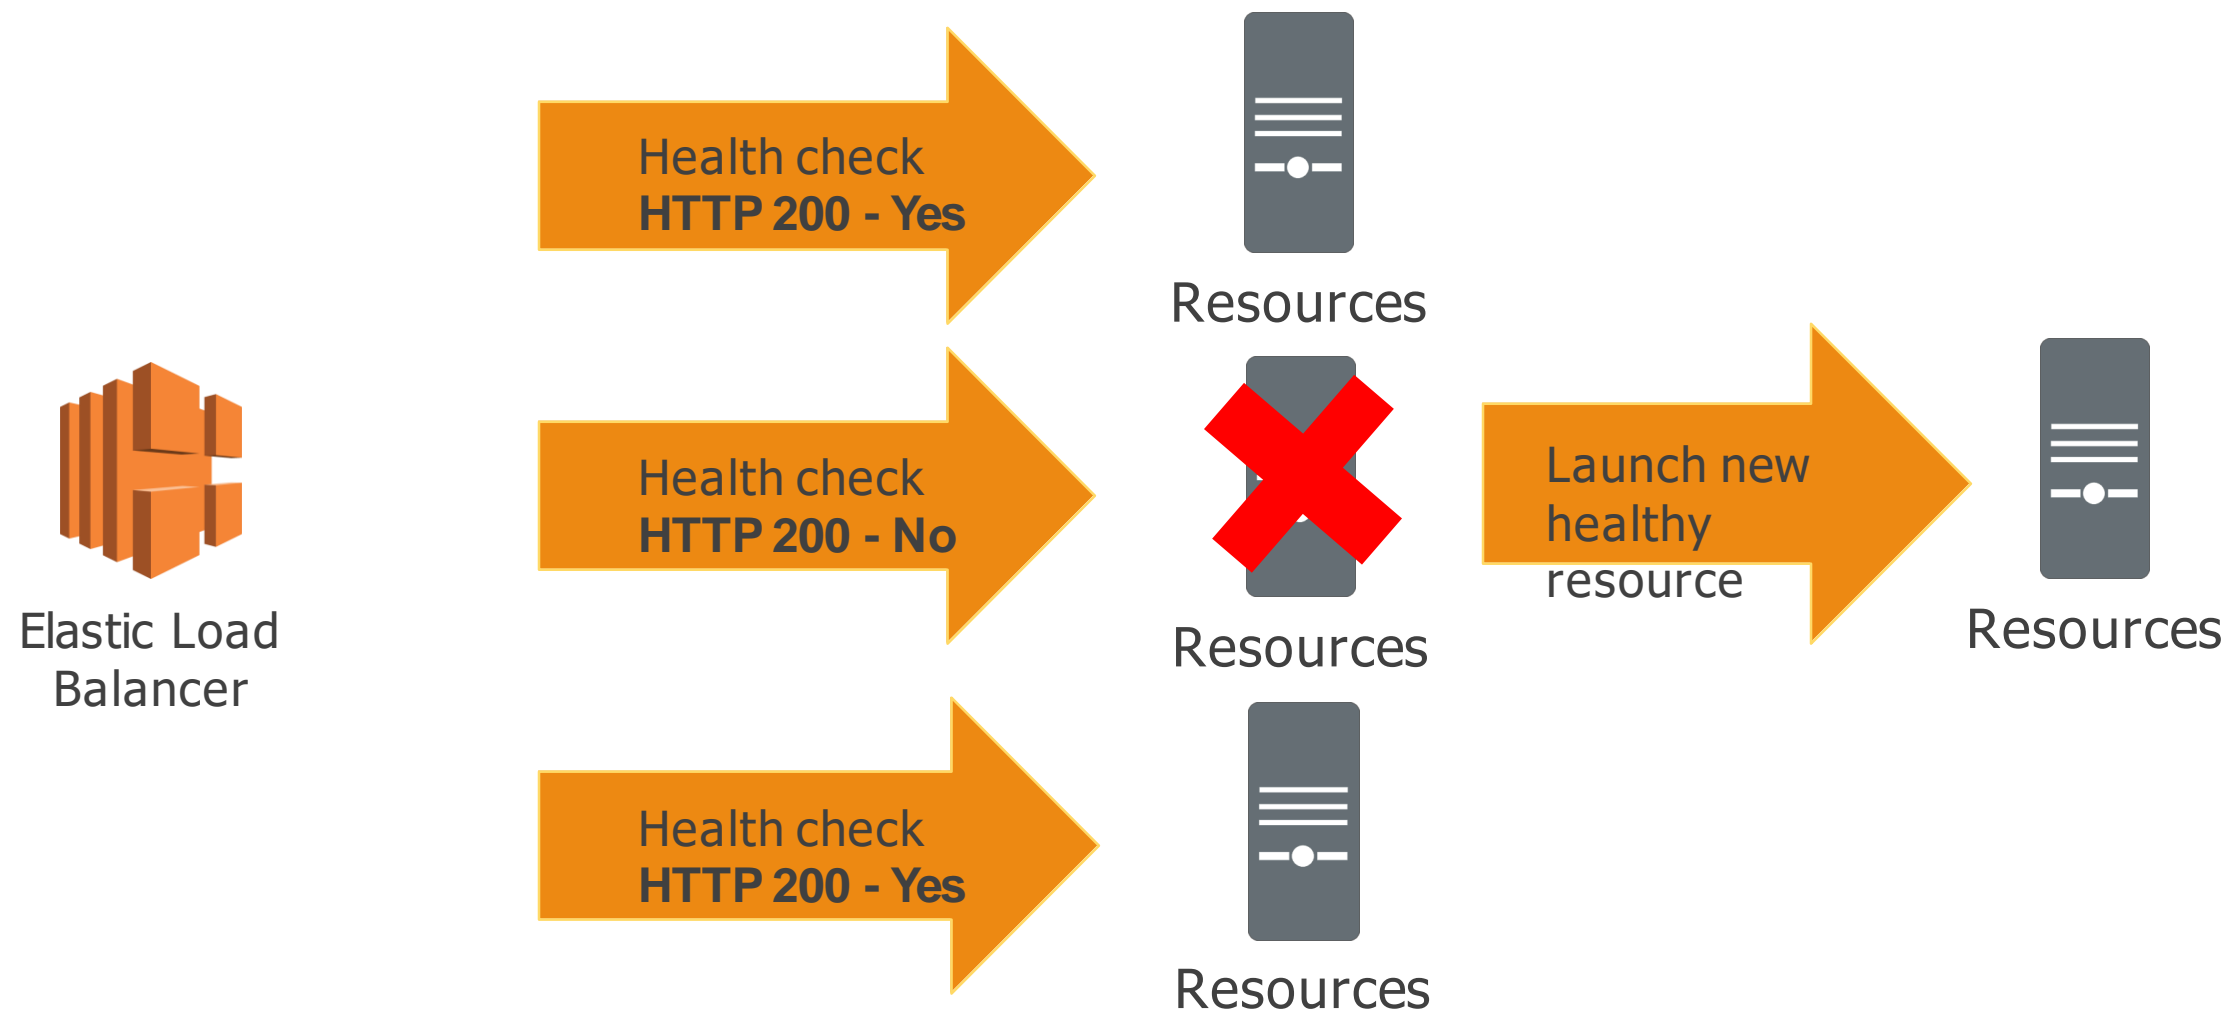 Health check
HTTP 200 - Yes
Resources
Elastic Load
Balancer
Health check
HTTP 200 - No
Resources
Launch new
healthy
resource
Resources
Health check
HTTP 200 - Yes
Resources